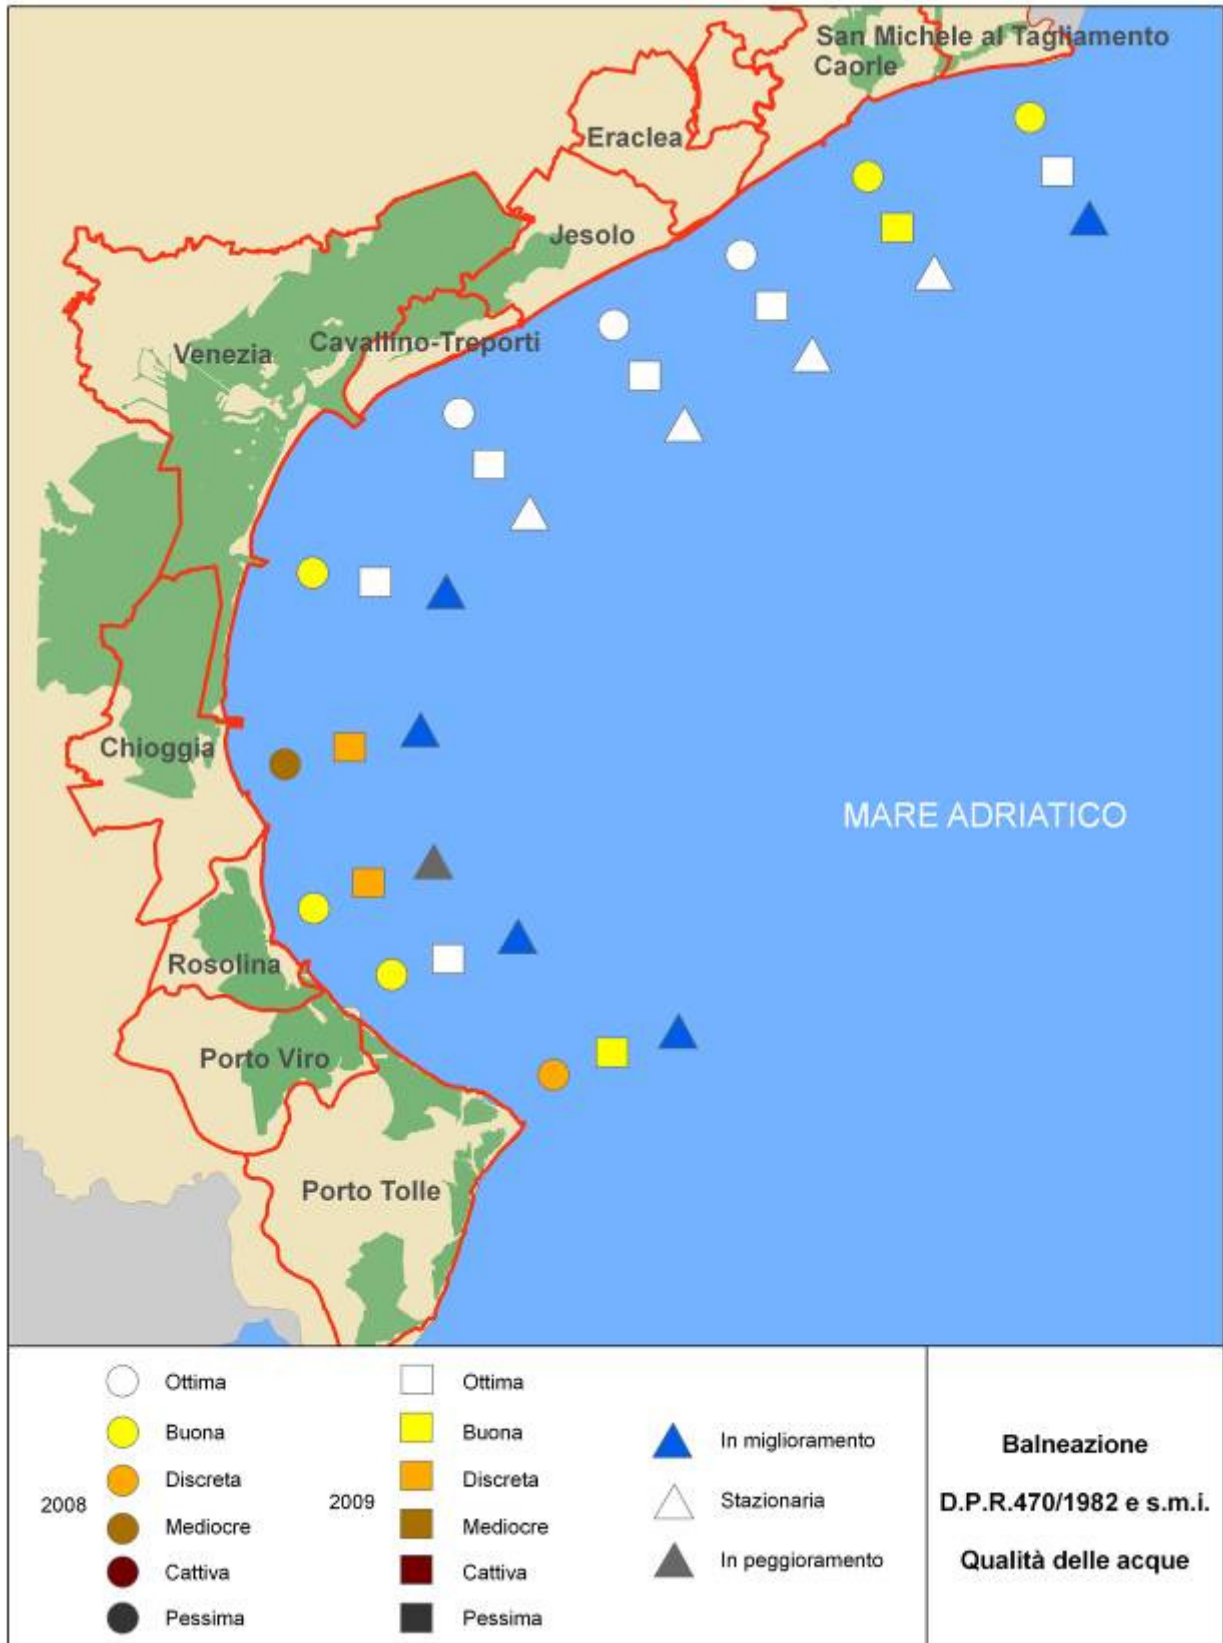 San Michele al Tagliamento
Caorle
Eraclea
Jesolo
Cavallino-Treporti
Venezia
Chioggia
MARE ADRIATICO
Rosolina
Porto Viro
Porto Tolle
2008
Ottima
Buona
Discreta
Mediocre
Cattiva
Pessima
2009
Ottima
Buona
Discreta
Mediocre
Cattiva
Pessima
In miglioramento
Stazionaria
In peggioramento
Balneazione
D.P.R.470/1982 e s.m.i.
Qualità delle acque